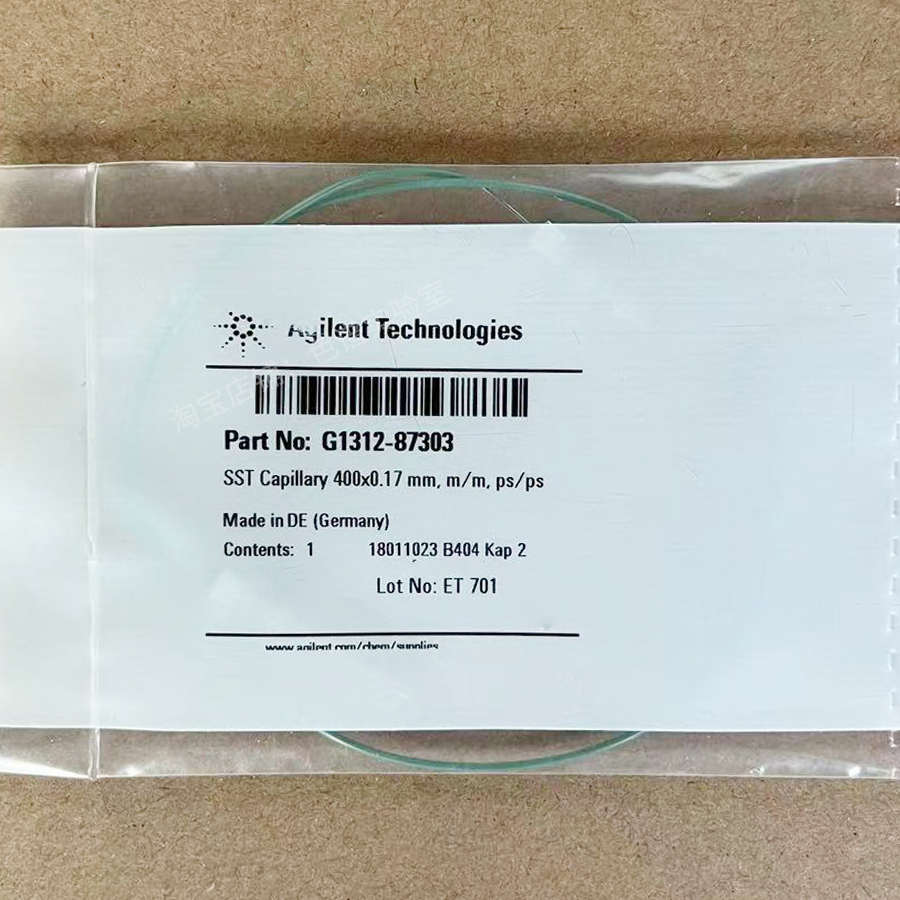 Agilent Technologies
Part No: G1312-87303
SST Capillary 400x0.17 mm, m/m, ps/ps
Made in DE (Germany)
Contents: 1 18011023 B404 Kap 2
Lot No: ET 701
www.agilent.com/chem/supplies